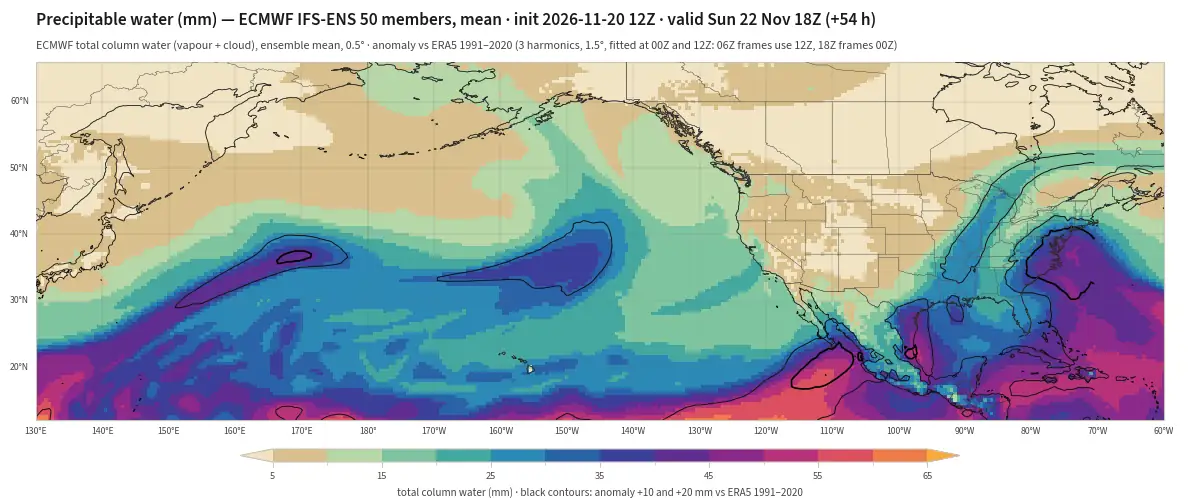 Precipitable water (mm) — ECMWF IFS-ENS 50 members, mean · init 2026-11-20 12Z · valid Sun 22 Nov 18Z (+54 h)
ECMWF total column water (vapour + cloud), ensemble mean, 0.5° · anomaly vs ERA5 1991–2020 (3 harmonics, 1.5°, fitted at 00Z and 12Z: 06Z frames use 12Z, 18Z frames 00Z)
60°N
50°N
40°N
30°N
20°N
130°E 140°E 150°E 160°E 170°E 180° 170°W 160°W 150°W 140°W 130°W 120°W 110°W 100°W 90°W 80°W 70°W 60°W
5 15 25 35 45 55 65
total column water (mm) · black contours: anomaly +10 and +20 mm vs ERA5 1991–2020